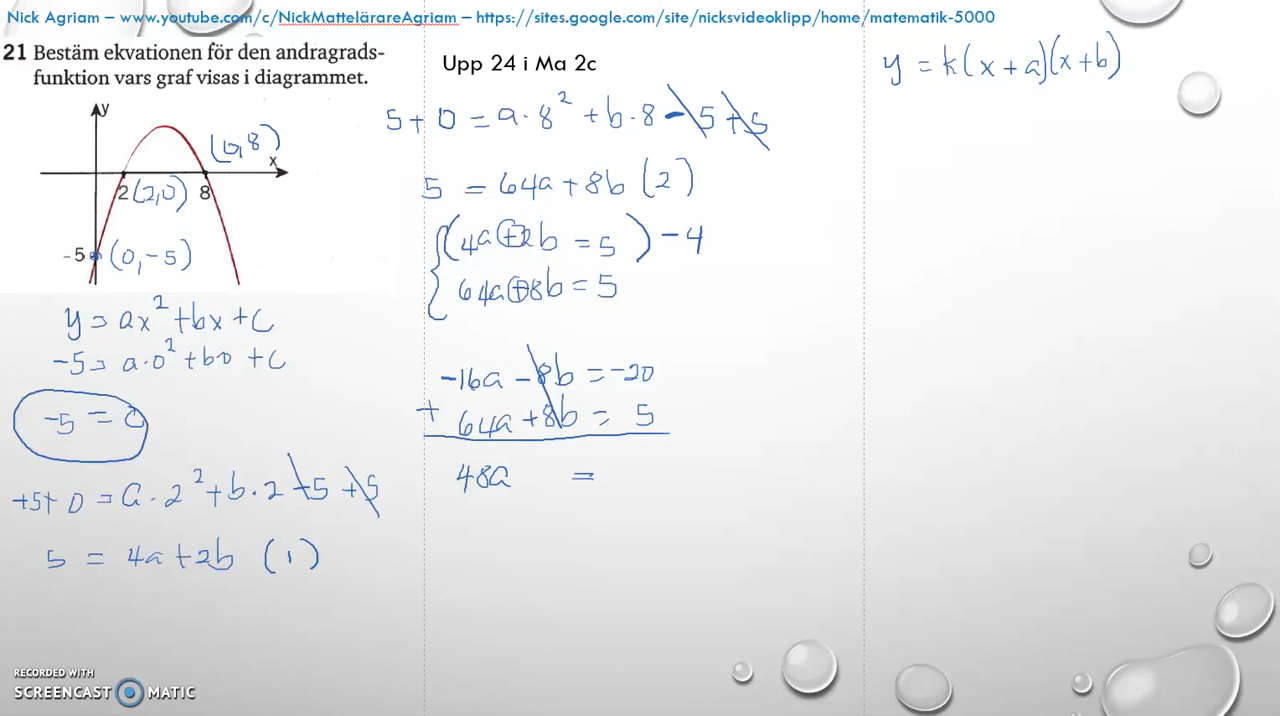 Nick Agriam – www.youtube.com/c/NickMattelärareAgriam – https://sites.google.com/site/nicksvideoklipp/home/matematik-5000
21 Bestäm ekvationen för den andragrads-
funktion vars graf visas i diagrammet.
y
(0,8)
x
2 (2,0) 8
-5 (0,-5)
y = ax² + bx + c
-5 = a·0² + b·0 + c
-5 = c
+5+ 0 = a·2² + b·2 -5 +5
5 = 4a + 2b (1)
Upp 24 i Ma 2c
5+ 0 = a·8² + b·8 - 5 + 5
5 = 64a + 8b (2)
(4a + 2b = 5) -4
64a + 8b = 5
-16a - 8b = -20
+ 64a + 8b = 5
48a =
y = k(x+a)(x+b)
RECORDED WITH
SCREENCAST MATIC